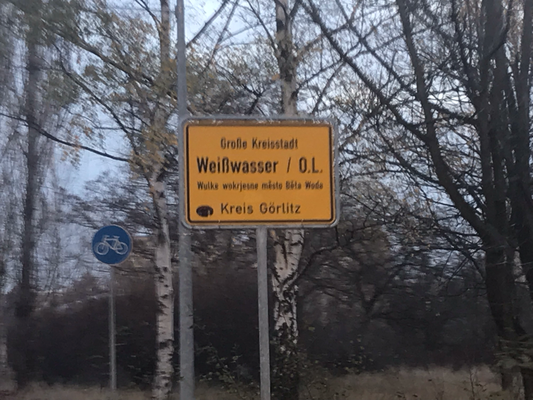 Große Kreisstadt
Weißwasser / O.L.
Wulke wokrjesne město Běła Woda
Kreis Görlitz